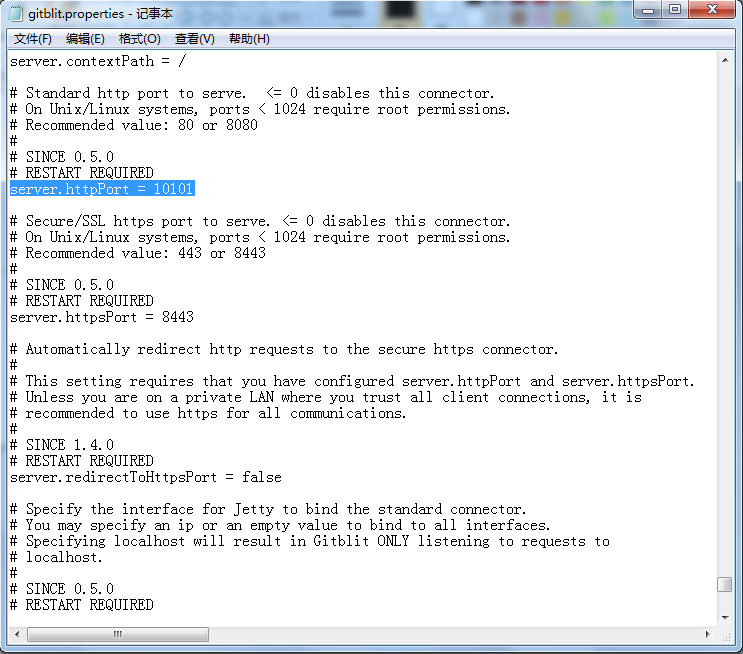 gitblit.properties - 记事本
文件(F) 编辑(E) 格式(O) 查看(V) 帮助(H)
server.contextPath = /
# Standard http port to serve.  <= 0 disables this connector.
# On Unix/Linux systems, ports < 1024 require root permissions.
# Recommended value: 80 or 8080
#
# SINCE 0.5.0
# RESTART REQUIRED
server.httpPort = 10101
# Secure/SSL https port to serve. <= 0 disables this connector.
# On Unix/Linux systems, ports < 1024 require root permissions.
# Recommended value: 443 or 8443
#
# SINCE 0.5.0
# RESTART REQUIRED
server.httpsPort = 8443
# Automatically redirect http requests to the secure https connector.
#
# This setting requires that you have configured server.httpPort and server.httpsPort.
# Unless you are on a private LAN where you trust all client connections, it is
# recommended to use https for all communications.
#
# SINCE 1.4.0
# RESTART REQUIRED
server.redirectToHttpsPort = false
# Specify the interface for Jetty to bind the standard connector.
# You may specify an ip or an empty value to bind to all interfaces.
# Specifying localhost will result in Gitblit ONLY listening to requests to
# localhost.
#
# SINCE 0.5.0
# RESTART REQUIRED